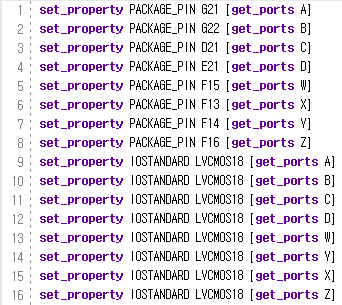 1 set_property PACKAGE_PIN G21 [get_ports A]
2 set_property PACKAGE_PIN G22 [get_ports B]
3 set_property PACKAGE_PIN D21 [get_ports C]
4 set_property PACKAGE_PIN E21 [get_ports D]
5 set_property PACKAGE_PIN F15 [get_ports W]
6 set_property PACKAGE_PIN F13 [get_ports X]
7 set_property PACKAGE_PIN F14 [get_ports Y]
8 set_property PACKAGE_PIN F16 [get_ports Z]
9 set_property IOSTANDARD LVCMOS18 [get_ports A]
10 set_property IOSTANDARD LVCMOS18 [get_ports B]
11 set_property IOSTANDARD LVCMOS18 [get_ports C]
12 set_property IOSTANDARD LVCMOS18 [get_ports D]
13 set_property IOSTANDARD LVCMOS18 [get_ports W]
14 set_property IOSTANDARD LVCMOS18 [get_ports Y]
15 set_property IOSTANDARD LVCMOS18 [get_ports X]
16 set_property IOSTANDARD LVCMOS18 [get_ports Z]